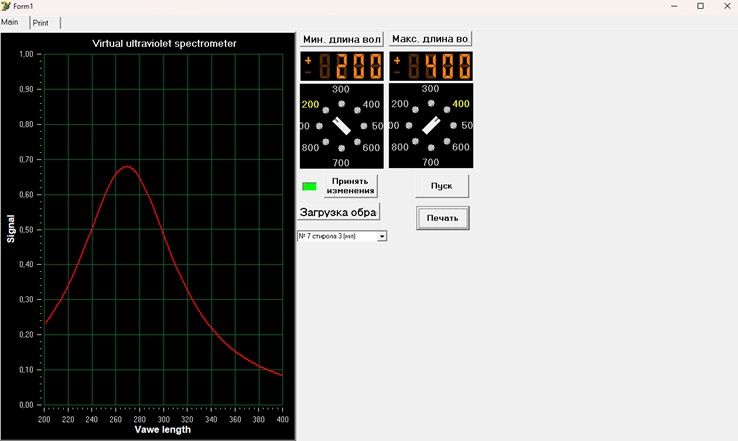 Form1
Main Print
Virtual ultraviolet spectrometer
1,00
0,90
0,80
0,70
0,60
0,50
0,40
0,30
0,20
0,10
0,00
Signal
200 220 240 260 280 300 320 340 360 380 400
Vawe length
Мин. длина вол
Макс. длина во
+ 200
-
+ 400
-
300
200 400
00 50
800 600
700
300
200 400
00 50
800 600
700
Принять
изменения
Пуск
Загрузка обра
Печать
№ 7 стирола 3 (мл)